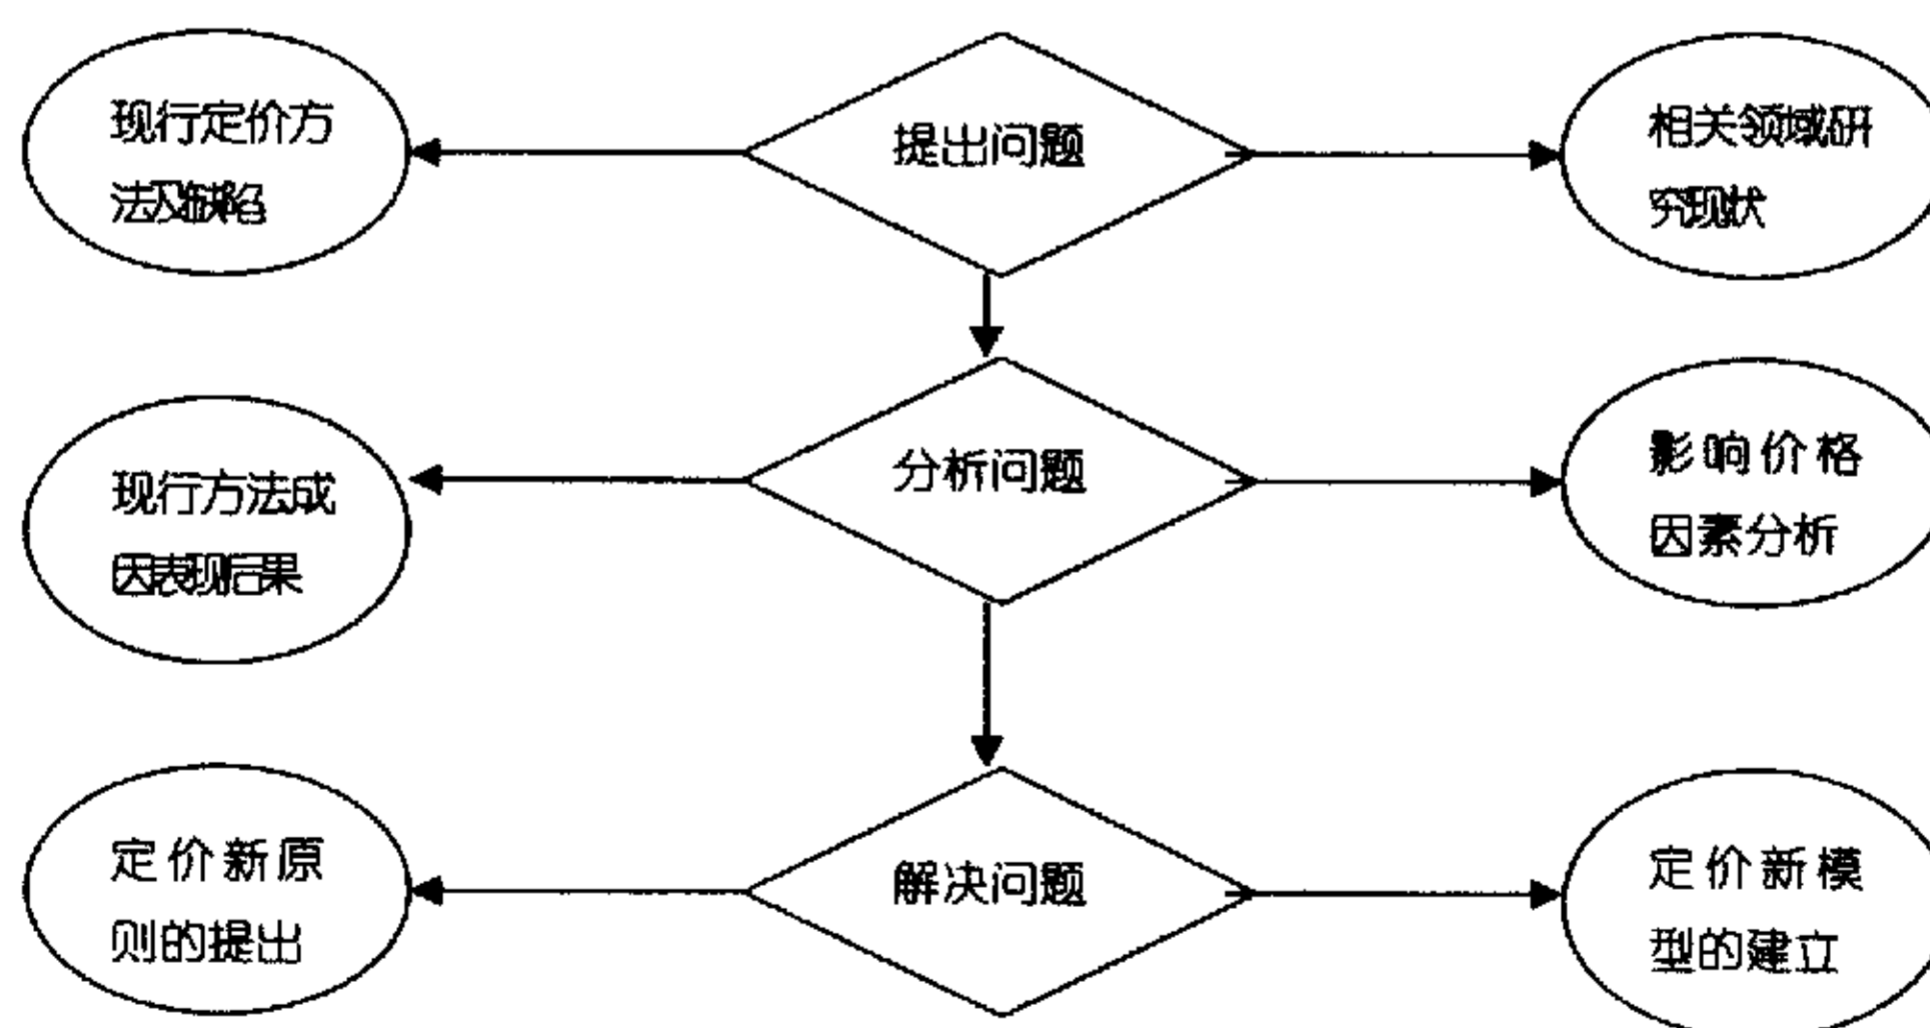 现行定价方
法及缺陷
提出问题
相关领域研
究现状
现行方法成
因表现后果
分析问题
影响价格
因素分析
定价新原
则的提出
解决问题
定价新模
型的建立